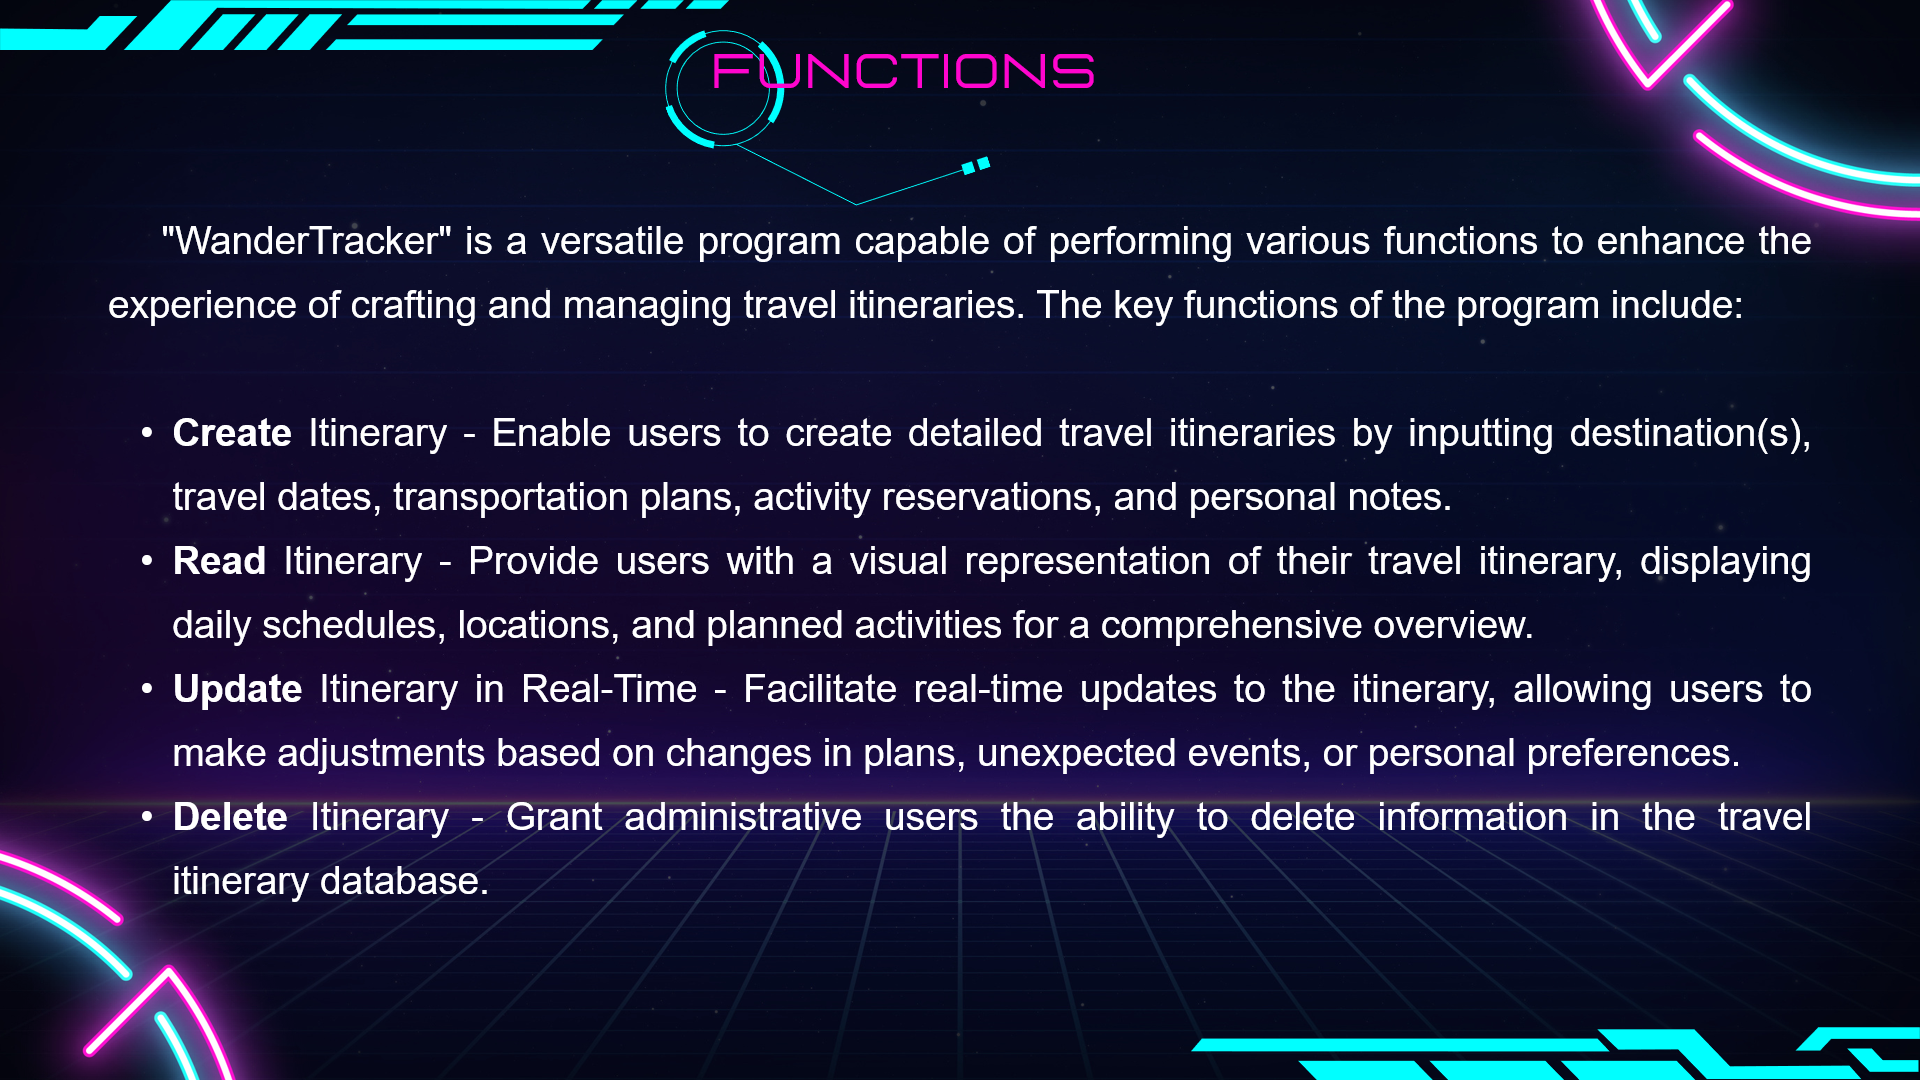 FUNCTIONS
"WanderTracker" is a versatile program capable of performing various functions to enhance the
experience of crafting and managing travel itineraries. The key functions of the program include:
• Create Itinerary - Enable users to create detailed travel itineraries by inputting destination(s),
travel dates, transportation plans, activity reservations, and personal notes.
• Read Itinerary - Provide users with a visual representation of their travel itinerary, displaying
daily schedules, locations, and planned activities for a comprehensive overview.
• Update Itinerary in Real-Time - Facilitate real-time updates to the itinerary, allowing users to
make adjustments based on changes in plans, unexpected events, or personal preferences.
• Delete Itinerary - Grant administrative users the ability to delete information in the travel
itinerary database.